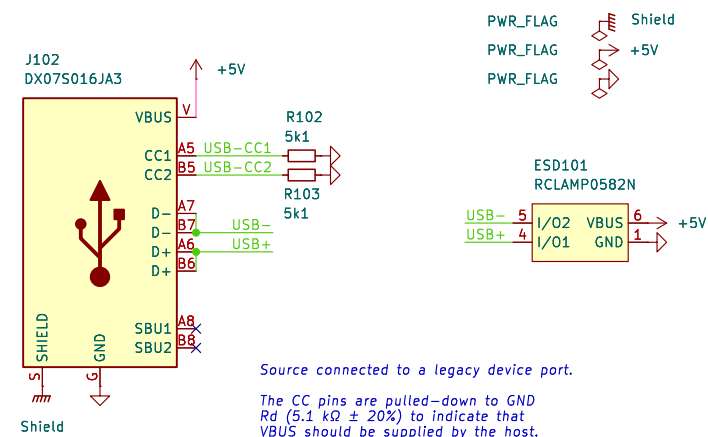 PWR_FLAG Shield
PWR_FLAG +5V
PWR_FLAG
J102
DX07S016JA3
+5V
VBUS V
R102
5k1
CC1 A5 USB-CC1
CC2 B5 USB-CC2
R103
5k1
D- A7
D- B7 USB-
D+ A6 USB+
D+ B6
SBU1 A8
SBU2 B8
SHIELD
GND
S
G
Shield
ESD101
RCLAMP0582N
USB- 5 I/O2 VBUS 6 +5V
USB+ 4 I/O1 GND 1
Source connected to a legacy device port.
The CC pins are pulled-down to GND
Rd (5.1 kΩ ± 20%) to indicate that
VBUS should be supplied by the host.